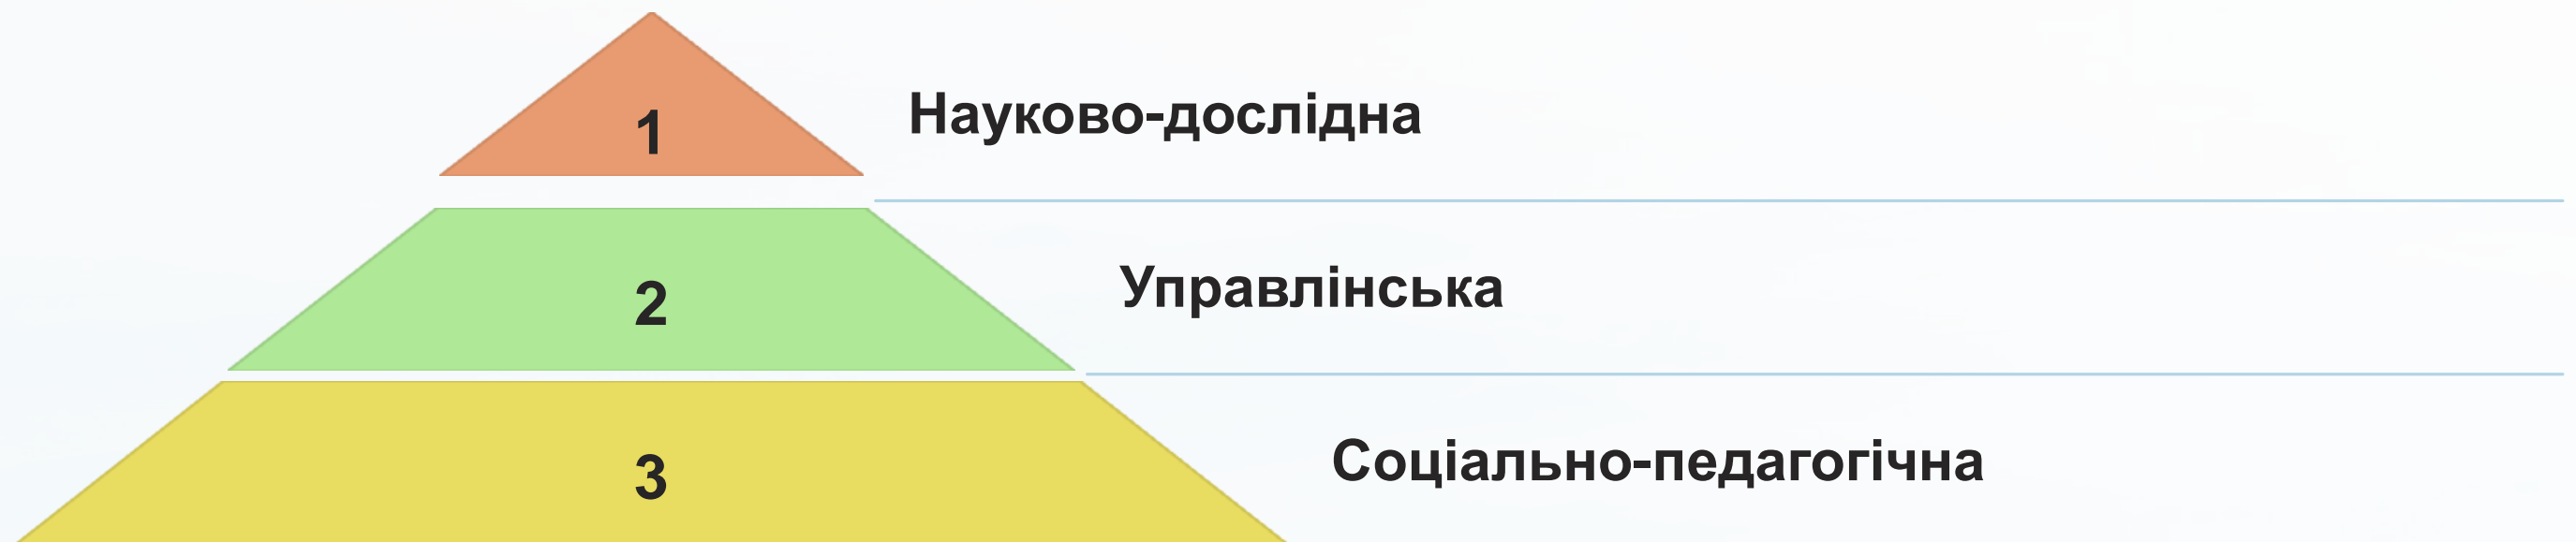 1
Науково-дослідна
2
Управлінська
3
Соціально-педагогічна